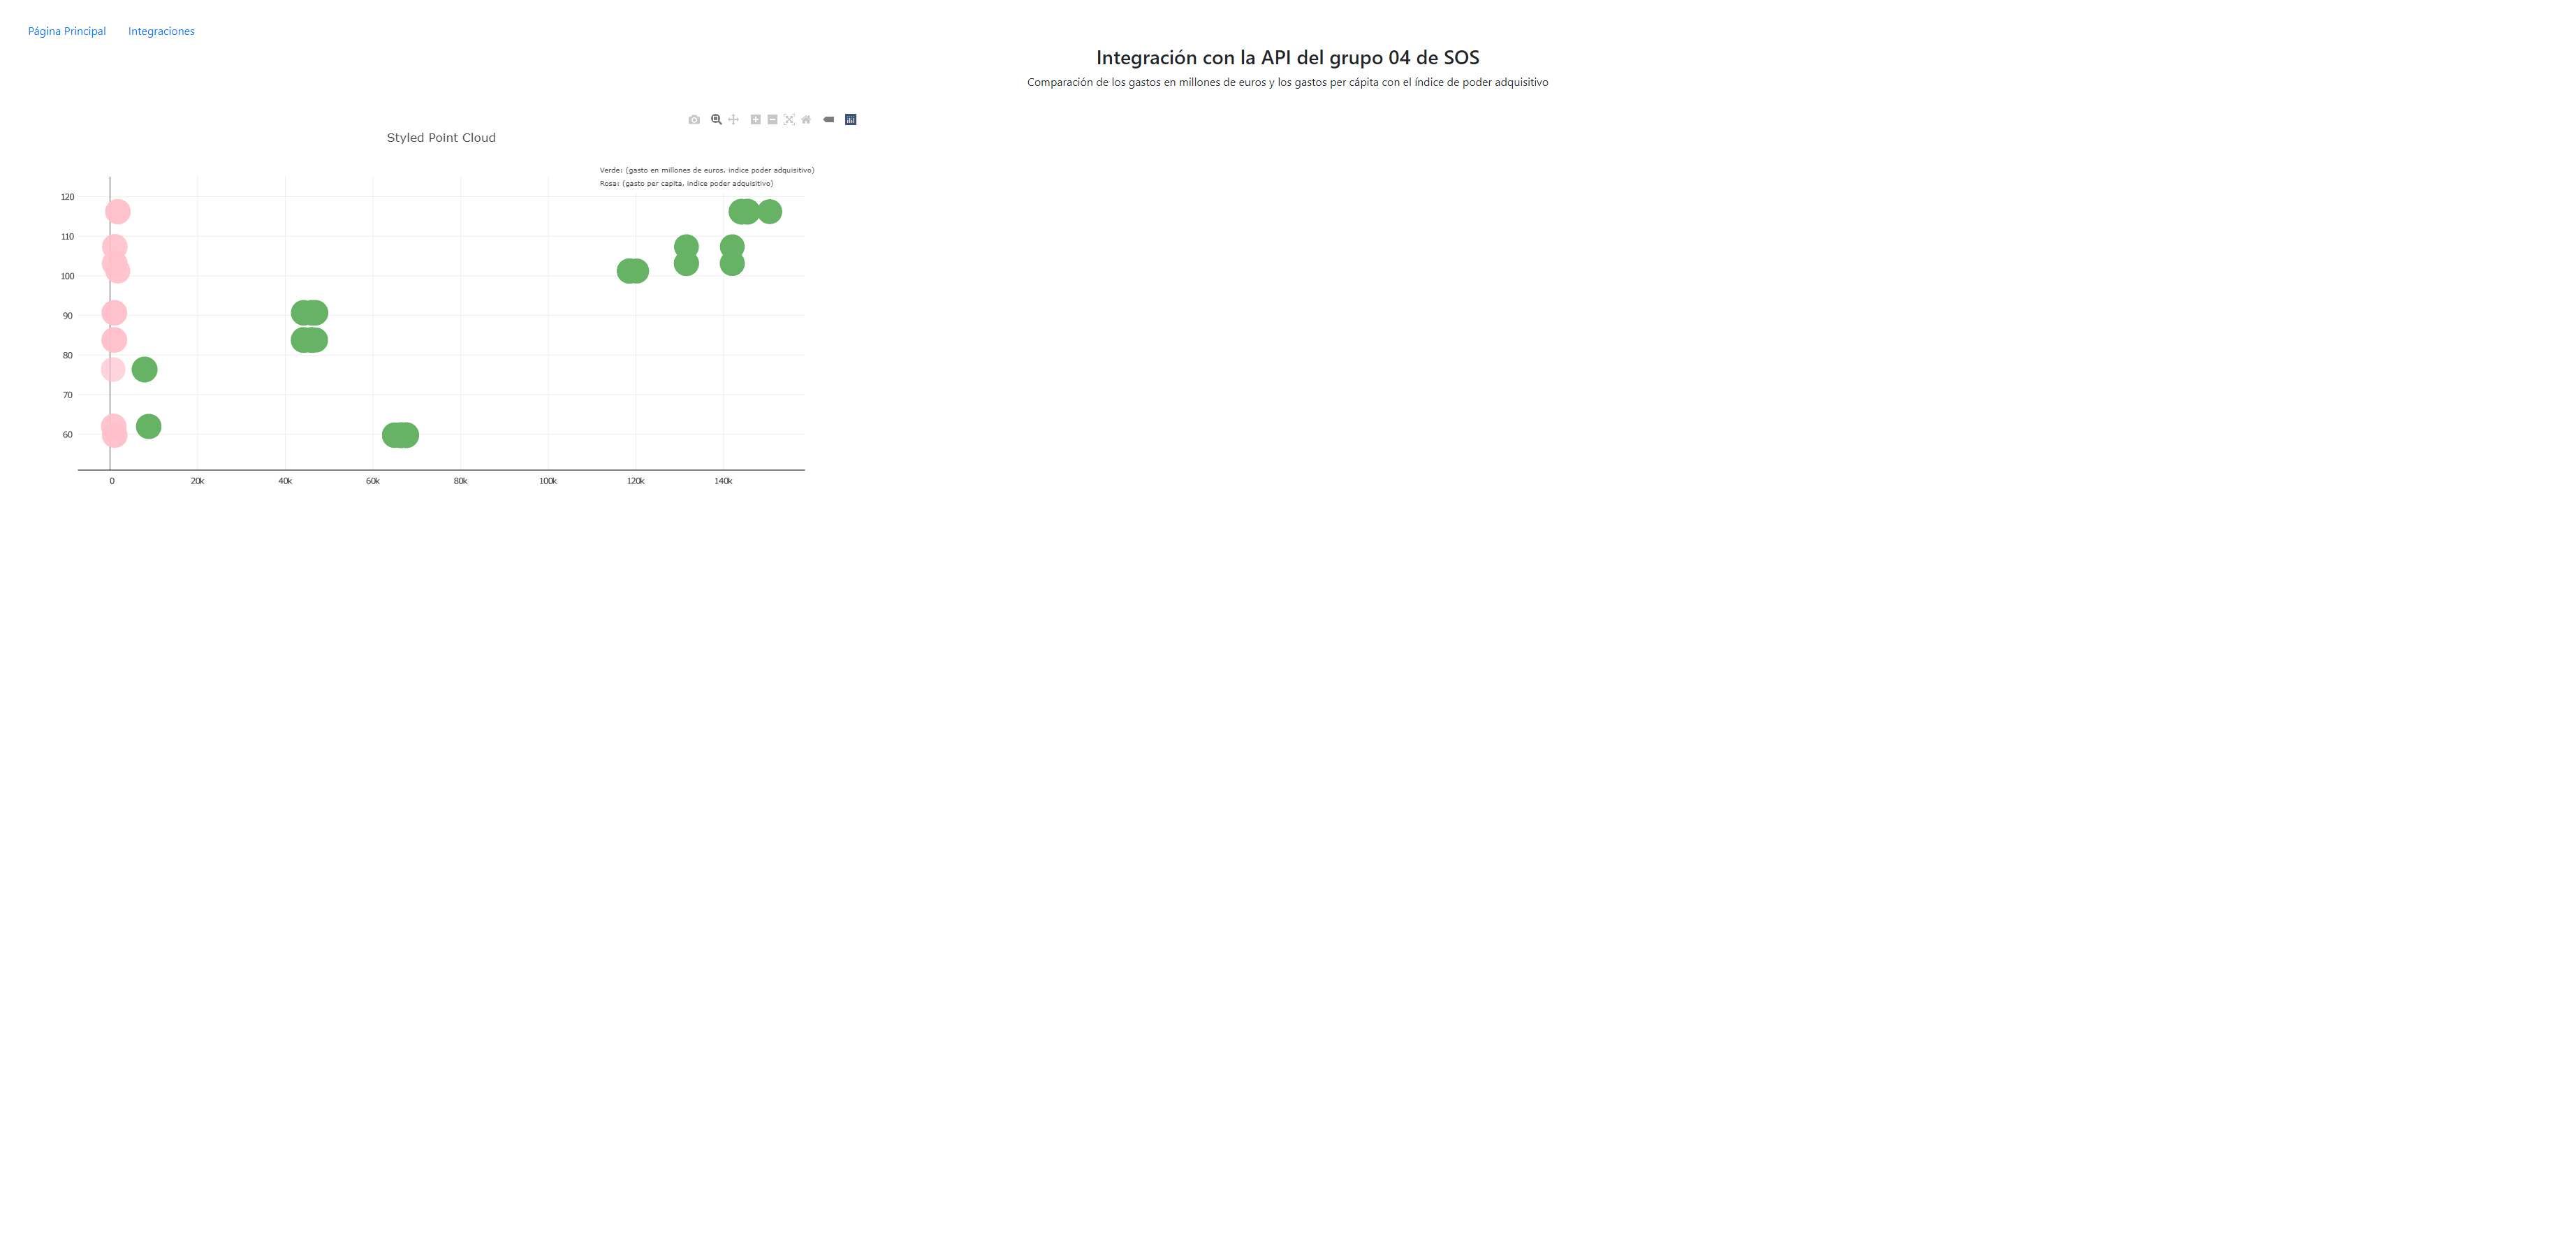 Página Principal Integraciones
Integración con la API del grupo 04 de SOS
Comparación de los gastos en millones de euros y los gastos per cápita con el índice de poder adquisitivo
Styled Point Cloud
Verde: (gasto en millones de euros, indice poder adquisitivo)
Rosa: (gasto per capita, indice poder adquisitivo)
120
110
100
90
80
70
60
0 20k 40k 60k 80k 100k 120k 140k